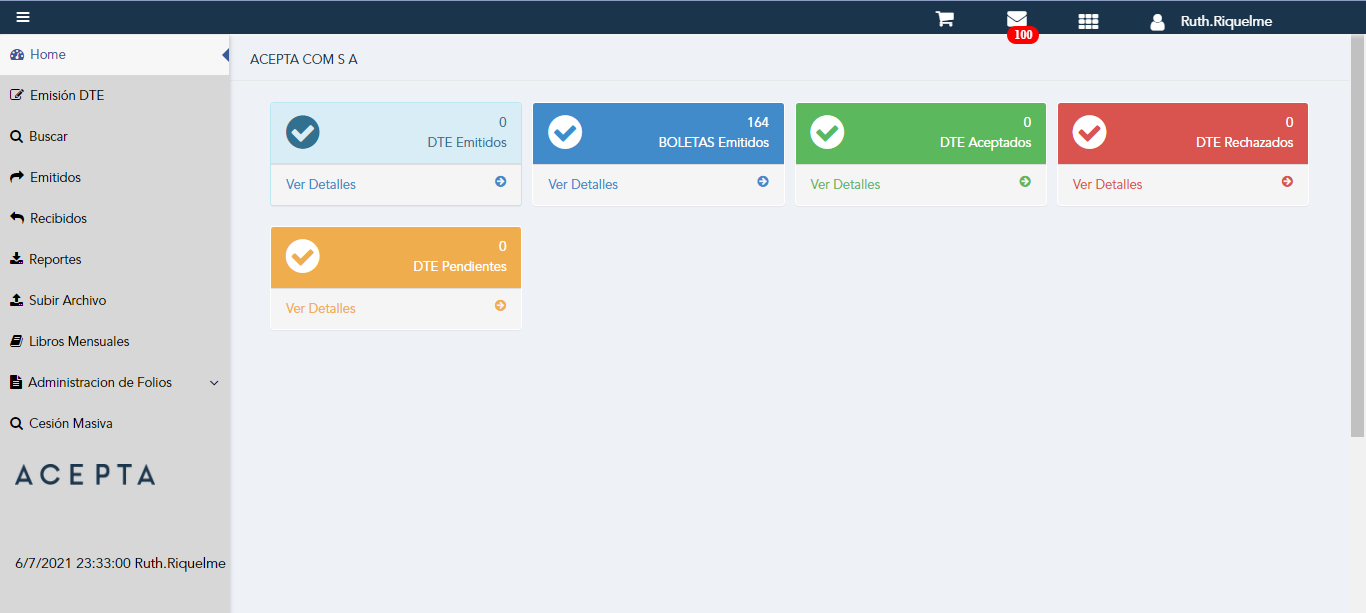 Ruth.Riquelme
100
Home
ACEPTA COM S A
Emisión DTE
Buscar
Emitidos
Recibidos
Reportes
Subir Archivo
Libros Mensuales
Administracion de Folios
Cesión Masiva
ACEPTA
6/7/2021 23:33:00 Ruth.Riquelme
0
DTE Emitidos
Ver Detalles
164
BOLETAS Emitidos
Ver Detalles
0
DTE Aceptados
Ver Detalles
0
DTE Rechazados
Ver Detalles
0
DTE Pendientes
Ver Detalles